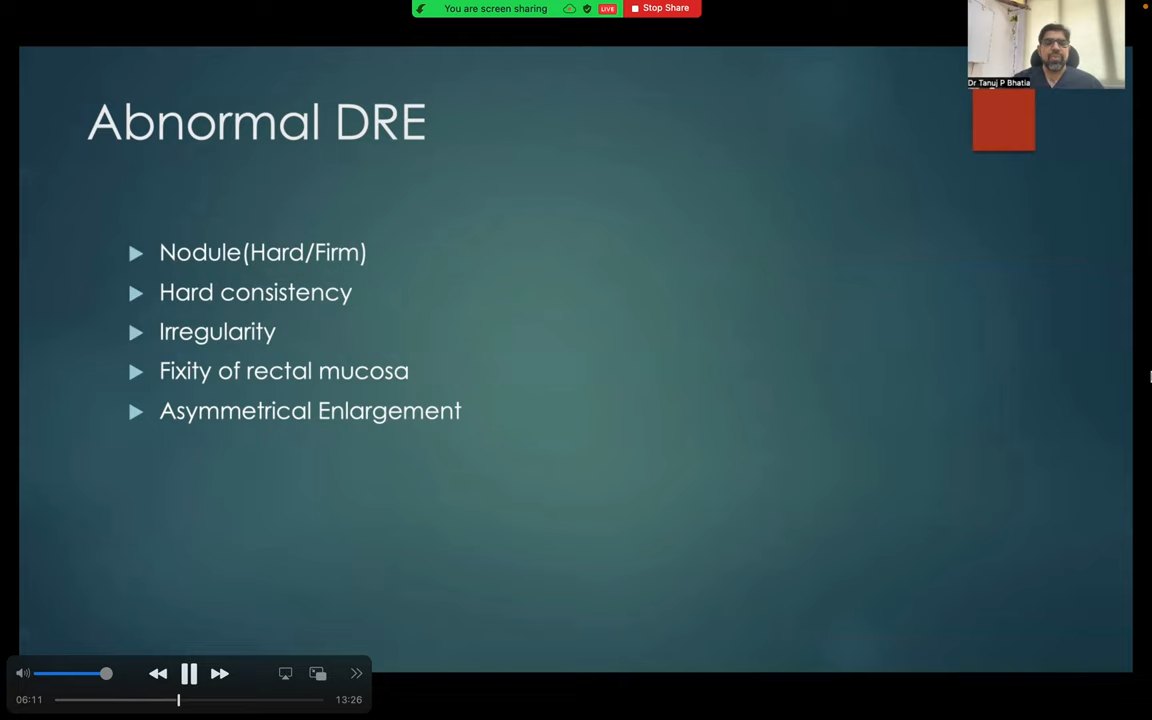 You are screen sharing
LIVE
Stop Share
Dr Tanuj P Bhatia
Abnormal DRE
Nodule(Hard/Firm)
Hard consistency
Irregularity
Fixity of rectal mucosa
Asymmetrical Enlargement
06:11
13:26